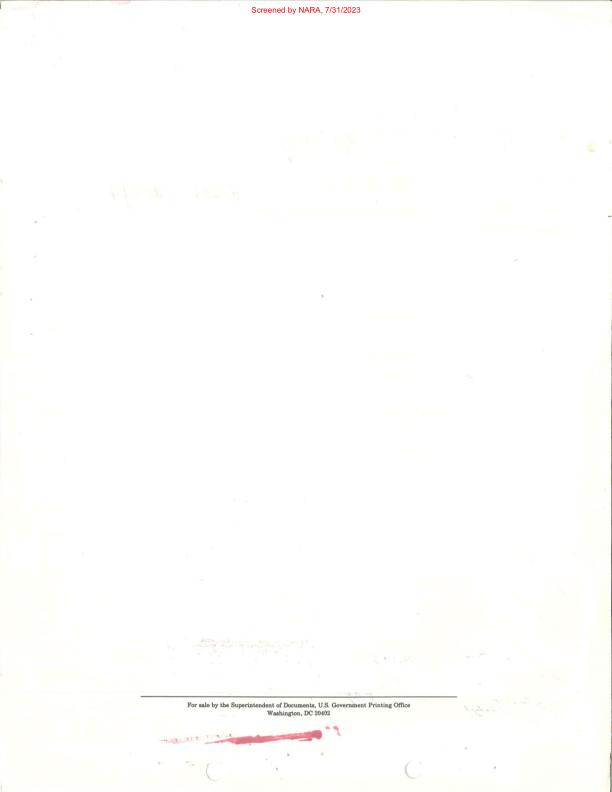 Screened by NARA, 7/31/2023
For sale by the Superintendent of Documents, U.S. Government Printing Office
Washington, DC 20402